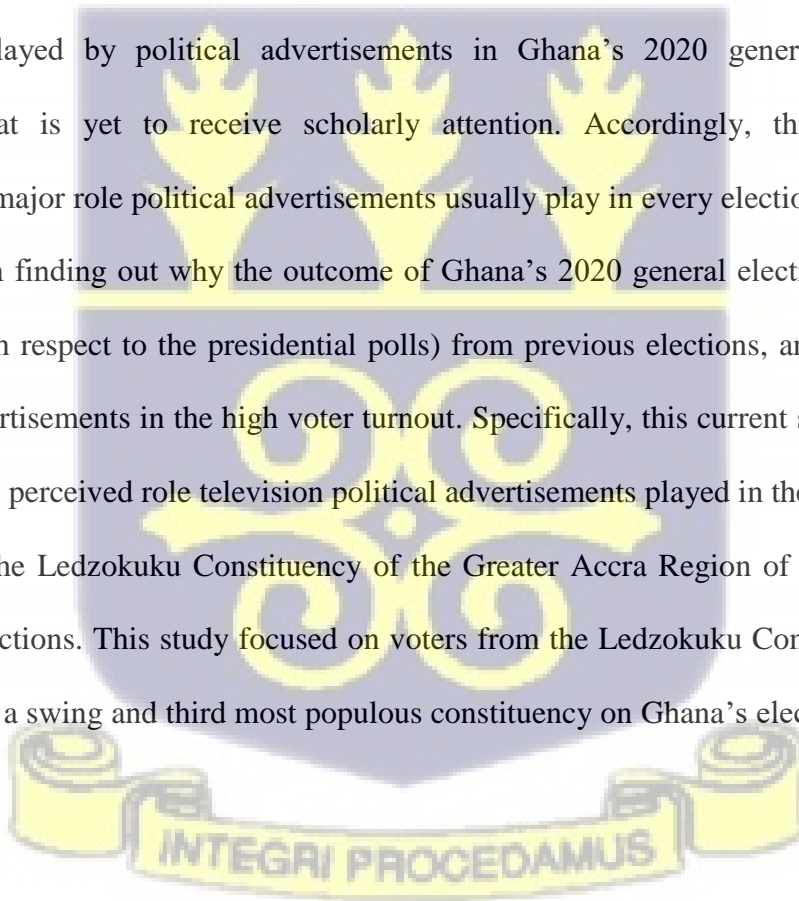 layed by political advertisements in Ghana’s 2020 gener
at is yet to receive scholarly attention. Accordingly, th
major role political advertisements usually play in every electio
n finding out why the outcome of Ghana’s 2020 general electi
n respect to the presidential polls) from previous elections, an
rtisements in the high voter turnout. Specifically, this current s
perceived role television political advertisements played in the
he Ledzokuku Constituency of the Greater Accra Region of
ctions. This study focused on voters from the Ledzokuku Con
a swing and third most populous constituency on Ghana’s elec
INTEGRI PROCEDAMUS